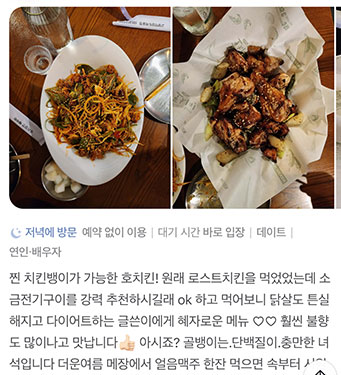 저녁에 방문 예약 없이 이용 | 대기 시간 바로 입장 | 데이트 |
연인·배우자
찐 치킨뱅이가 가능한 호치킨! 원래 로스트치킨을 먹었었는데 소
금전기구이를 강력 추천하시길래 ok 하고 먹어보니 닭살도 튼실
해지고 다이어트하는 글쓴이에게 혜자로운 메뉴 ♡♡ 훨씬 불향
도 많이나고 맛납니다👍🏻 아시죠? 골뱅이는.단백질이.충만한 녀
석입니다 더운여름 메장에서 얼음맥주 한잔 먹으면 속부터